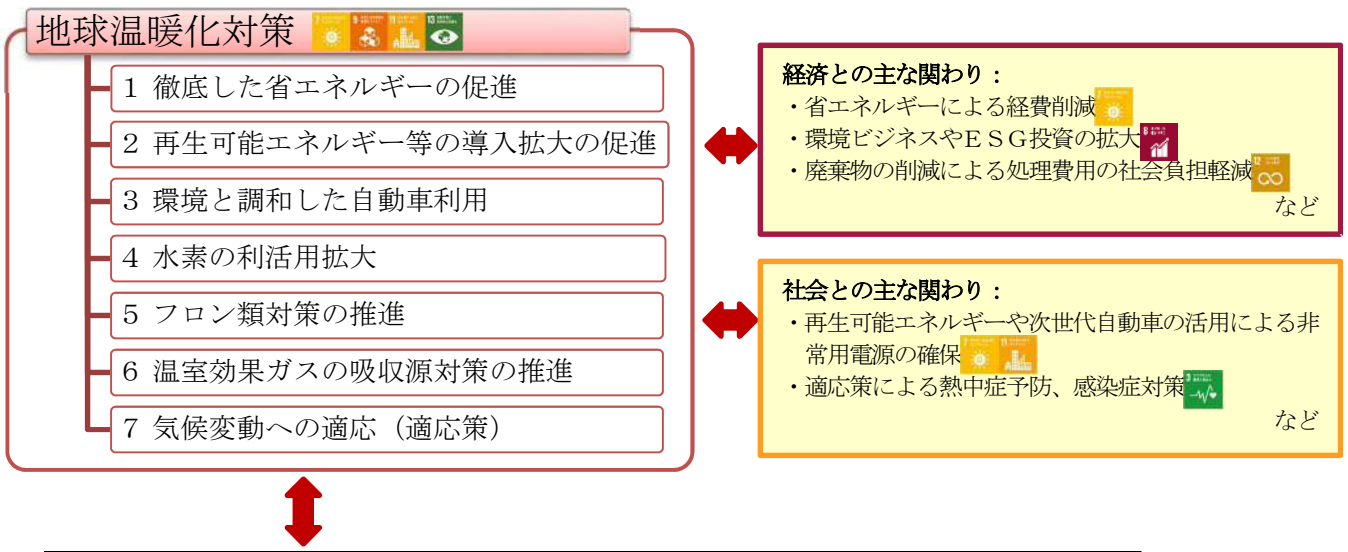 地球温暖化対策
7
9
11
13
1 徹底した省エネルギーの促進
2 再生可能エネルギー等の導入拡大の促進
3 環境と調和した自動車利用
4 水素の利活用拡大
5 フロン類対策の推進
6 温室効果ガスの吸収源対策の推進
7 気候変動への適応（適応策）
経済との主な関わり：
・省エネルギーによる経費削減
・環境ビジネスやＥＳＧ投資の拡大
8
・廃棄物の削減による処理費用の社会負担軽減
12
など
社会との主な関わり：
・再生可能エネルギーや次世代自動車の活用による非
常用電源の確保
7
11
・適応策による熱中症予防、感染症対策
3
など